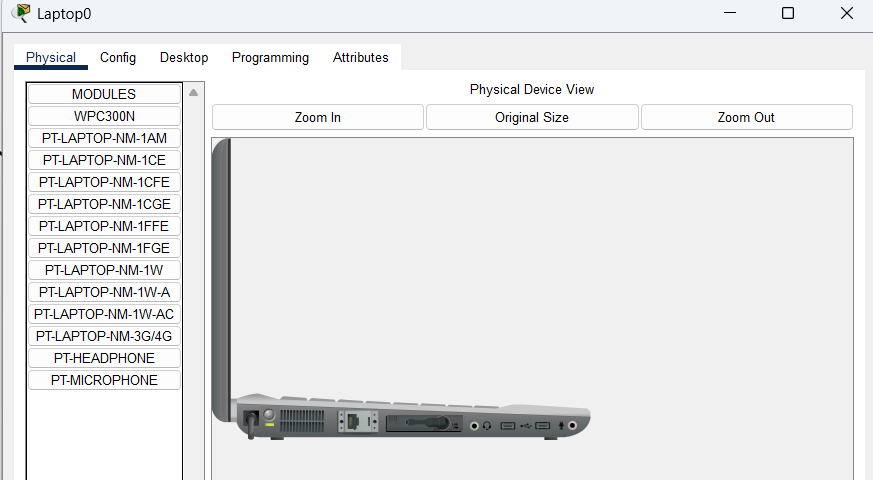 Laptop0
Physical Config Desktop Programming Attributes
MODULES
WPC300N
PT-LAPTOP-NM-1AM
PT-LAPTOP-NM-1CE
PT-LAPTOP-NM-1CFE
PT-LAPTOP-NM-1CGE
PT-LAPTOP-NM-1FFE
PT-LAPTOP-NM-1FGE
PT-LAPTOP-NM-1W
PT-LAPTOP-NM-1W-A
PT-LAPTOP-NM-1W-AC
PT-LAPTOP-NM-3G/4G
PT-HEADPHONE
PT-MICROPHONE
Physical Device View
Zoom In Original Size Zoom Out